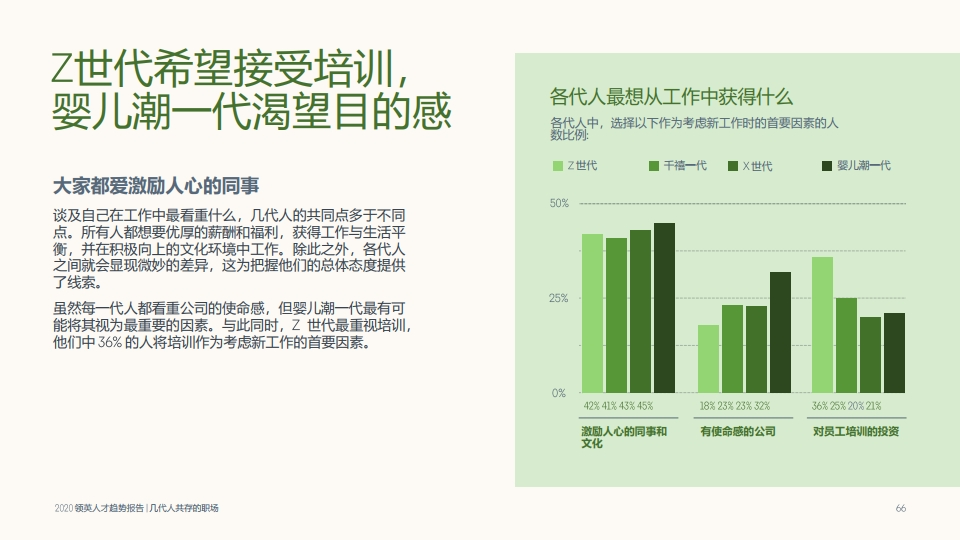 Z世代希望接受培训，
婴儿潮一代渴望目的感
大家都爱激励人心的同事
谈及自己在工作中最看重什么，几代人的共同点多于不同
点。所有人都想要优厚的薪酬和福利，获得工作与生活平
衡，并在积极向上的文化环境中工作。除此之外，各代人
之间就会显现微妙的差异，这为把握他们的总体态度提供
了线索。
虽然每一代人都看重公司的使命感，但婴儿潮一代最有可
能将其视为最重要的因素。与此同时，Z 世代最重视培训，
他们中 36% 的人将培训作为考虑新工作的首要因素。
各代人最想从工作中获得什么
各代人中，选择以下作为考虑新工作时的首要因素的人
数比例:
Z 世代 千禧一代 X 世代 婴儿潮一代
50%
25%
0%
42% 41% 43% 45% 18% 23% 23% 32% 36% 25% 20% 21%
激励人心的同事和
文化
有使命感的公司
对员工培训的投资
2020 领英人才趋势报告 | 几代人共存的职场
66